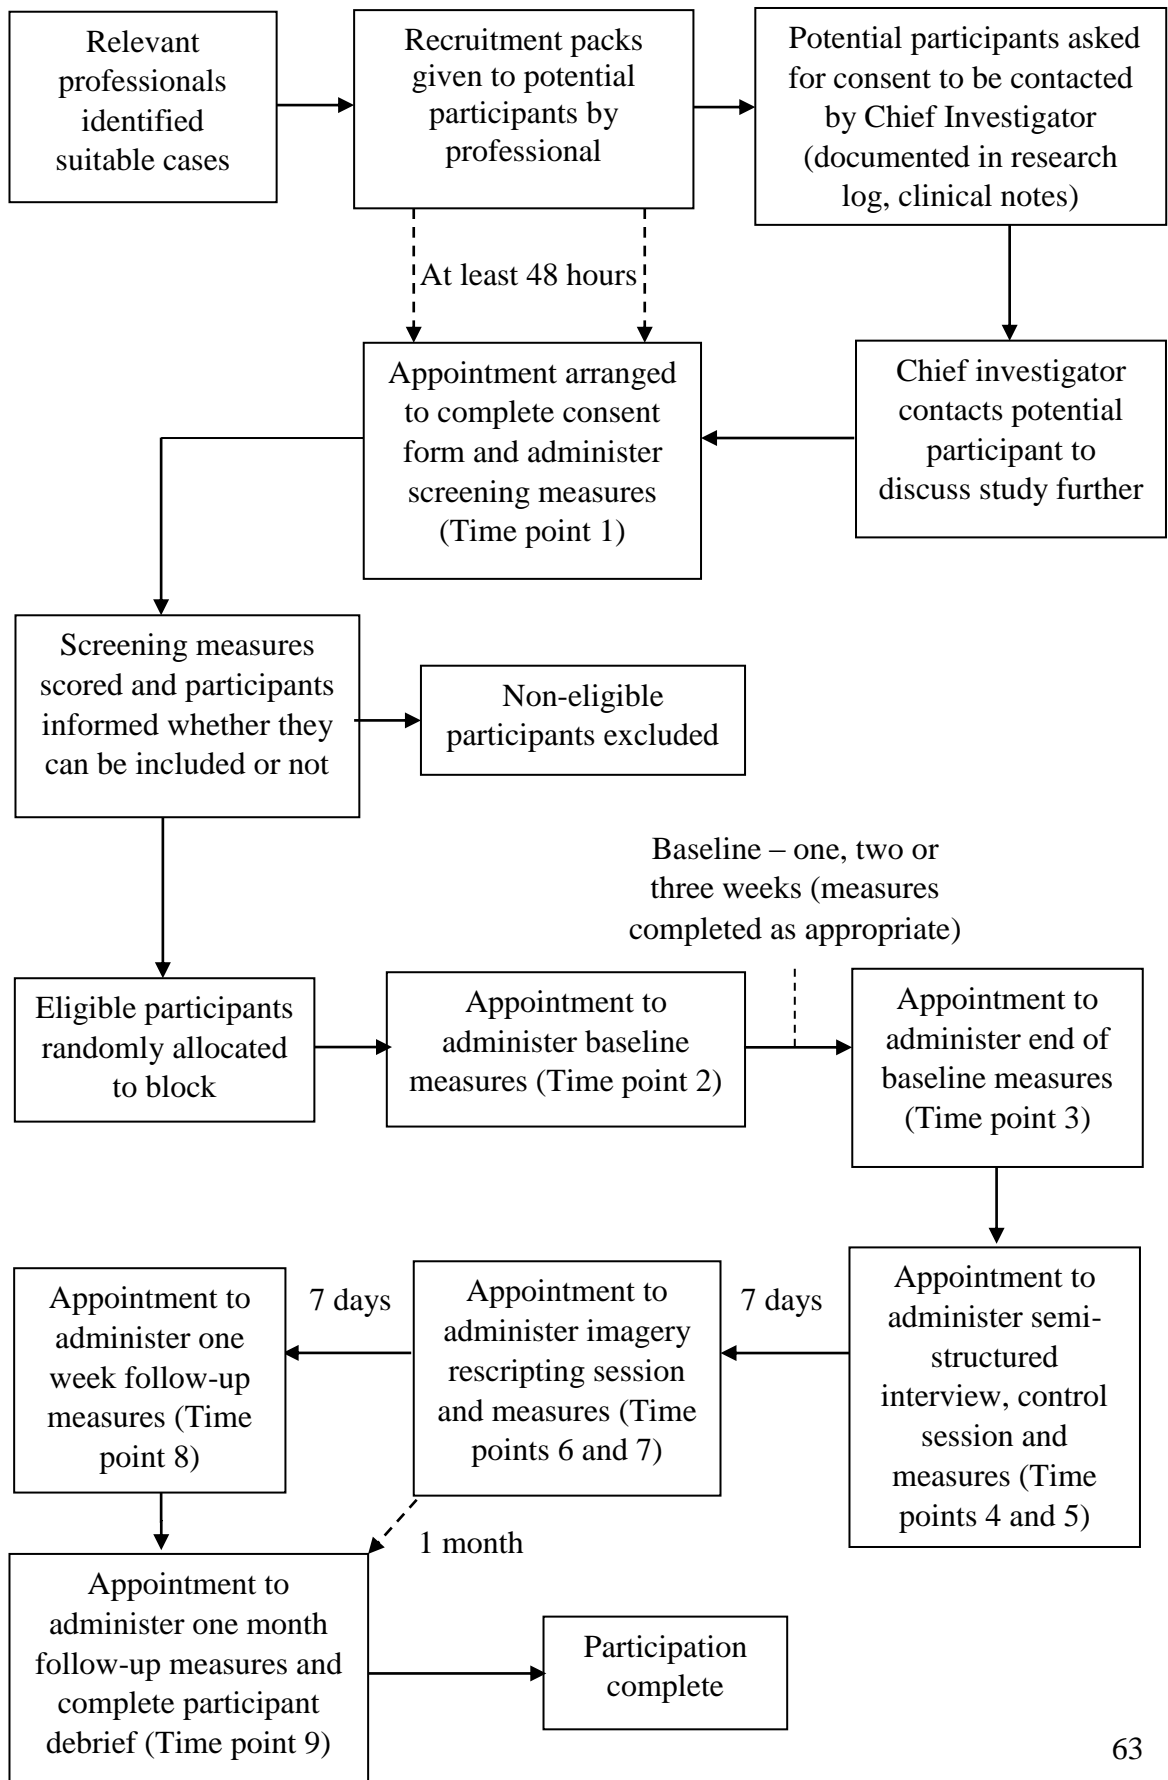 Relevant
professionals
identified
suitable cases
Recruitment packs
given to potential
participants by
professional
Potential participants asked
for consent to be contacted
by Chief Investigator
(documented in research
log, clinical notes)
At least 48 hours
Appointment arranged
to complete consent
form and administer
screening measures
(Time point 1)
Chief investigator
contacts potential
participant to
discuss study further
Screening measures
scored and participants
informed whether they
can be included or not
Non-eligible
participants excluded
Baseline – one, two or
three weeks (measures
completed as appropriate)
Eligible participants
randomly allocated
to block
Appointment to
administer baseline
measures (Time point 2)
Appointment to
administer end of
baseline measures
(Time point 3)
Appointment to
administer semi-
structured
interview, control
session and
measures (Time
points 4 and 5)
7 days
Appointment to
administer imagery
rescripting session
and measures (Time
points 6 and 7)
7 days
Appointment to
administer one
week follow-up
measures (Time
point 8)
1 month
Appointment to
administer one month
follow-up measures and
complete participant
debrief (Time point 9)
Participation
complete
63